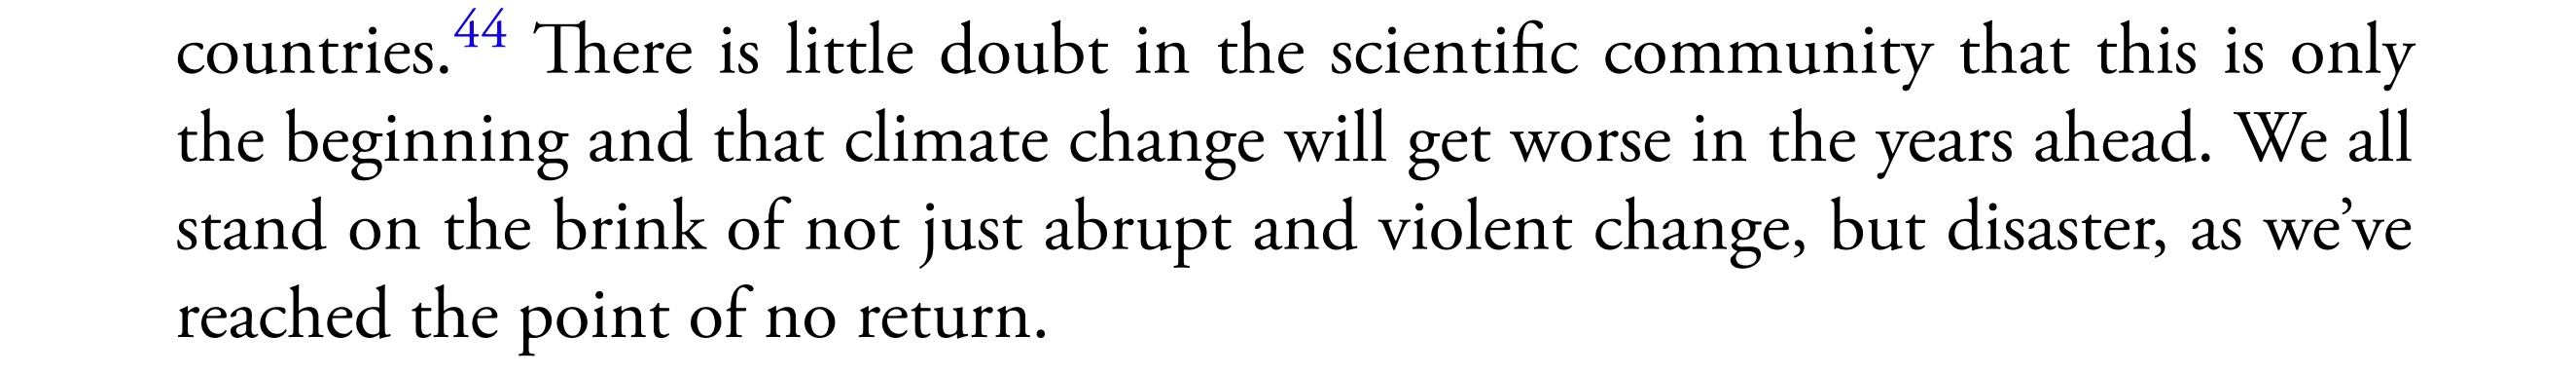 countries.44 There is little doubt in the scientific community that this is only
the beginning and that climate change will get worse in the years ahead. We all
stand on the brink of not just abrupt and violent change, but disaster, as we’ve
reached the point of no return.